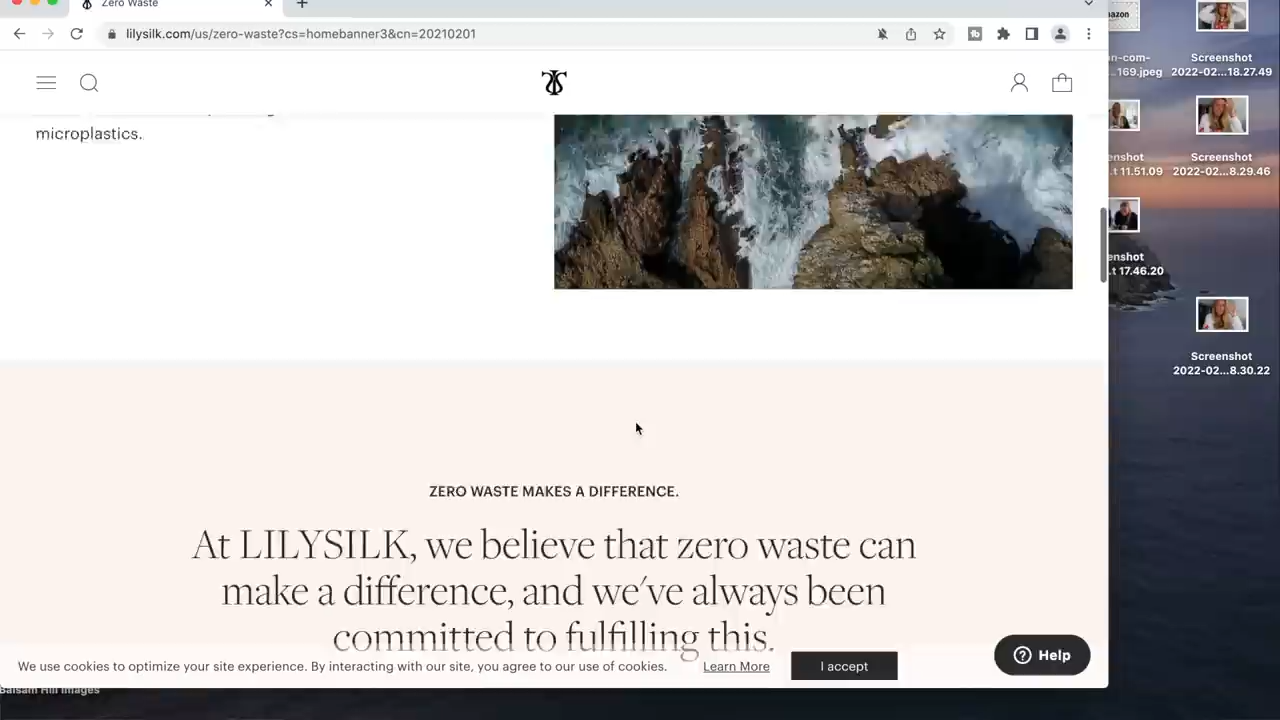 Zero Waste
lilysilk.com/us/zero-waste?cs=homebanner3&cn=20210201
microplastics.
ZERO WASTE MAKES A DIFFERENCE.
At LILYSILK, we believe that zero waste can
make a difference, and we've always been
committed to fulfilling this.
We use cookies to optimize your site experience. By interacting with our site, you agree to our use of cookies.
Learn More
I accept
Help
Balsam Hill Images
azon
n-com-
...169.jpeg
Screenshot
2022-02...18.27.49
enshot
.t 11.51.09
Screenshot
2022-02...8.29.46
enshot
.t 17.46.20
Screenshot
2022-02...8.30.22